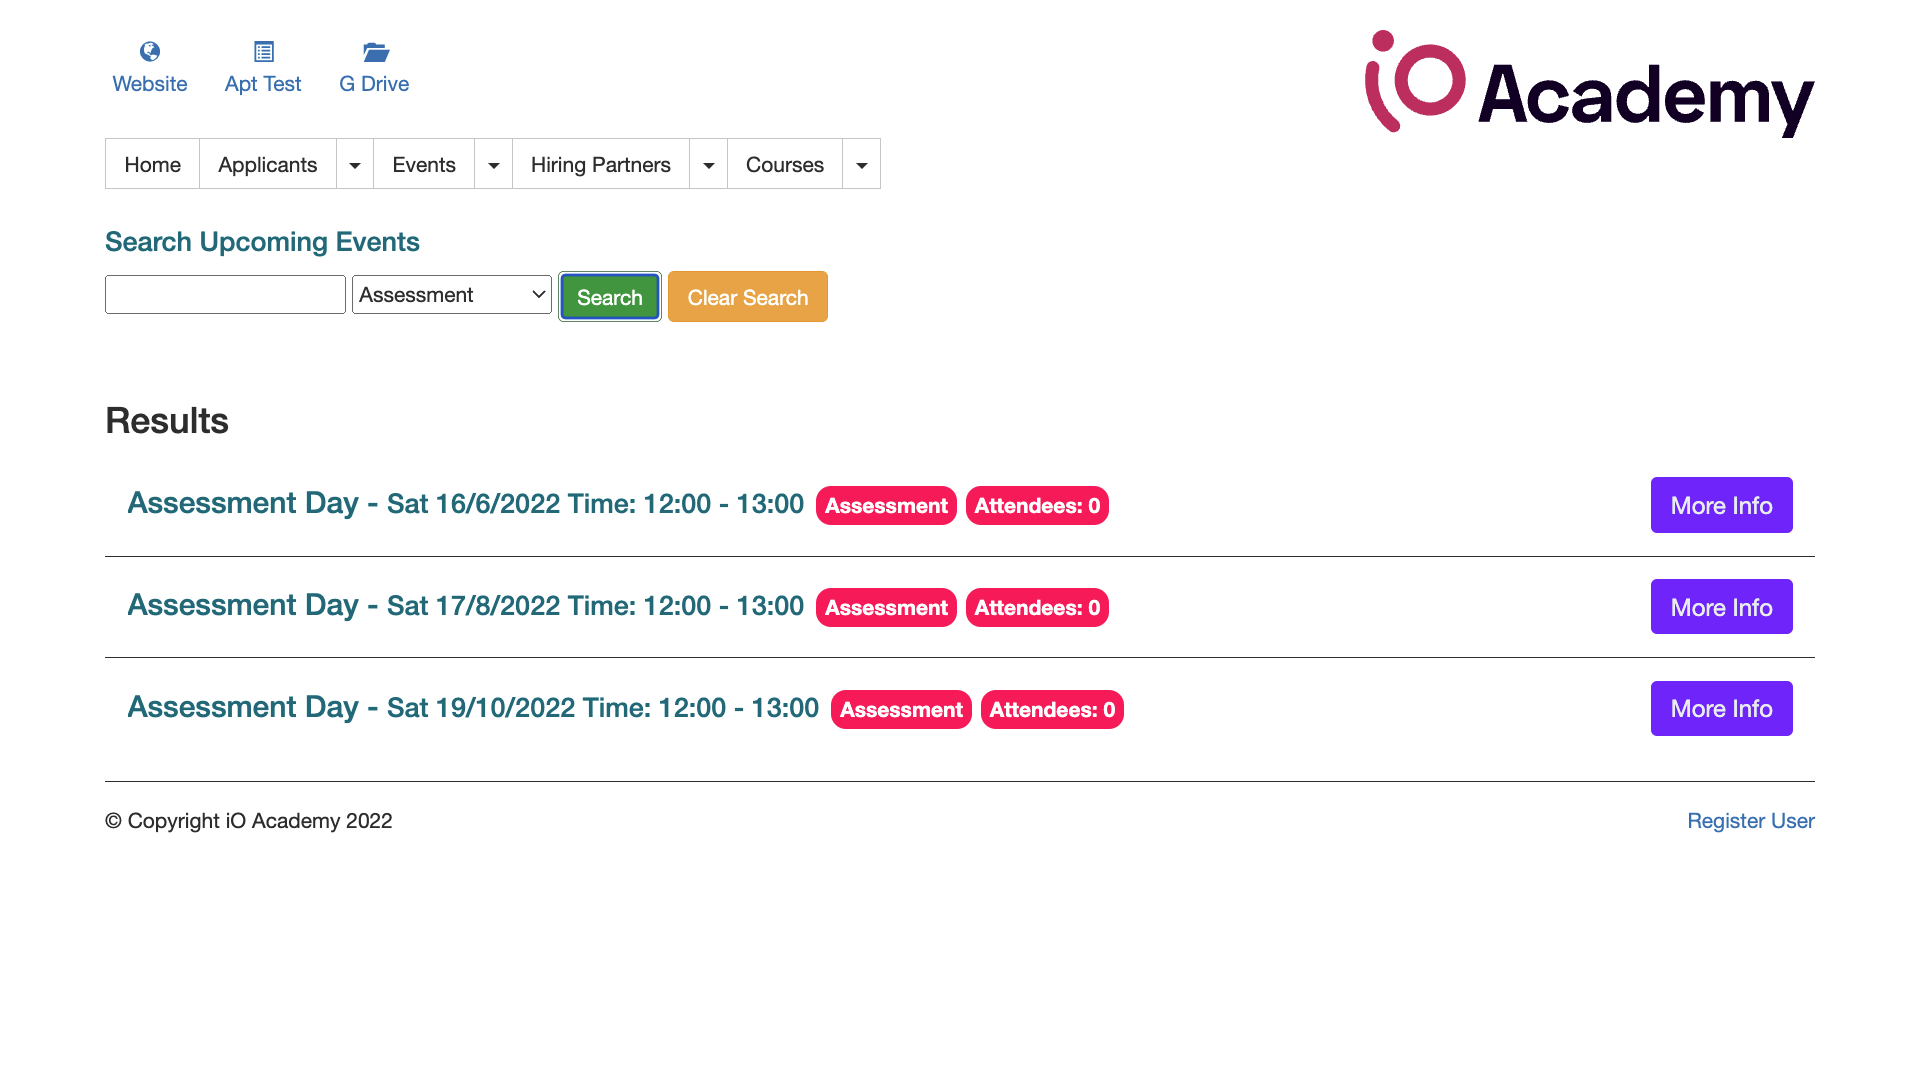 Website Apt Test G Drive
iO Academy
Home Applicants Events Hiring Partners Courses
Search Upcoming Events
Assessment Search Clear Search
Results
Assessment Day - Sat 16/6/2022 Time: 12:00 - 13:00 Assessment Attendees: 0 More Info
Assessment Day - Sat 17/8/2022 Time: 12:00 - 13:00 Assessment Attendees: 0 More Info
Assessment Day - Sat 19/10/2022 Time: 12:00 - 13:00 Assessment Attendees: 0 More Info
© Copyright iO Academy 2022 Register User